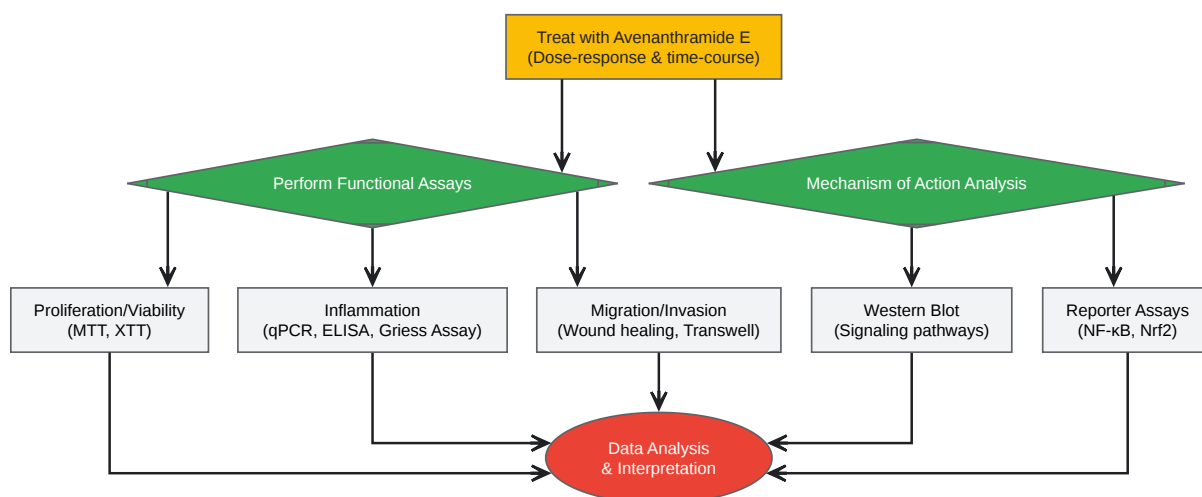 Treat with Avenanthramide E
(Dose-response & time-course)
Perform Functional Assays
Mechanism of Action Analysis
Proliferation/Viability
(MTT, XTT)
Inflammation
(qPCR, ELISA, Griess Assay)
Migration/Invasion
(Wound healing, Transwell)
Western Blot
(Signaling pathways)
Reporter Assays
(NF-κB, Nrf2)
Data Analysis
& Interpretation